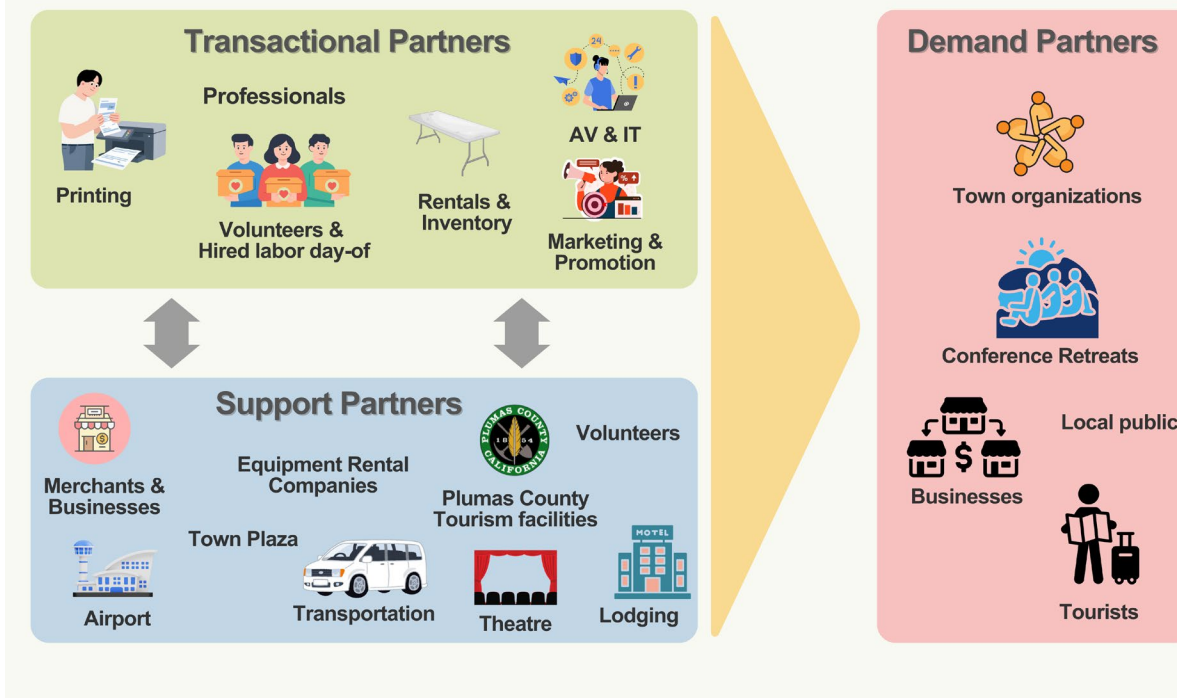 Transactional Partners
Printing
Professionals
Volunteers &
Hired labor day-of
Rentals &
Inventory
24
AV & IT
%
Marketing &
Promotion
Support Partners
Merchants &
Businesses
Equipment Rental
Companies
PLUMAS COUNTY
1854
CALIFORNIA
Plumas County
Tourism facilities
Volunteers
Town Plaza
Airport
Transportation
Theatre
MOTEL
Lodging
Demand Partners
Town organizations
Conference Retreats
$
Businesses
Local public
Tourists